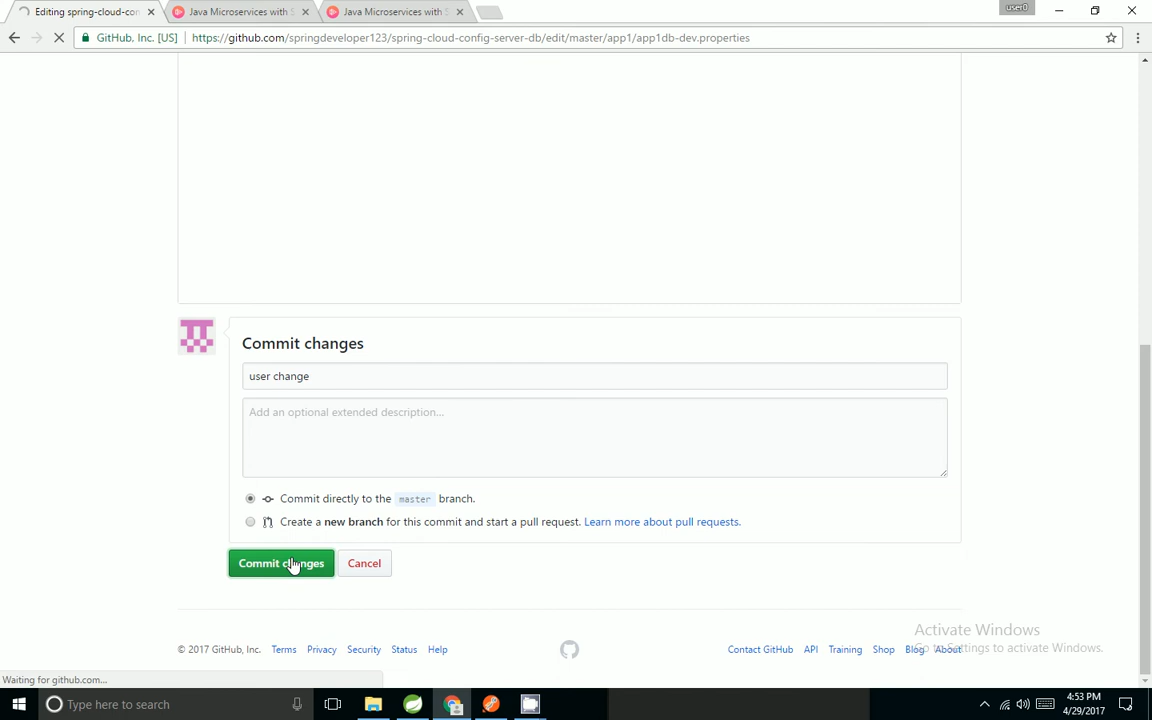 Editing spring-cloud-con
Java Microservices with S
Java Microservices with S
user0
GitHub, Inc. [US]
https://github.com/springdeveloper123/spring-cloud-config-server-db/edit/master/app1/app1db-dev.properties
Commit changes
user change
Add an optional extended description...
Commit directly to the master branch.
Create a new branch for this commit and start a pull request. Learn more about pull requests.
Commit changes
Cancel
Activate Windows
© 2017 GitHub, Inc. Terms Privacy Security Status Help
Contact GitHub API Training Shop Blog About
Go to Settings to activate Windows.
Waiting for github.com...
Type here to search
4:53 PM
4/29/2017